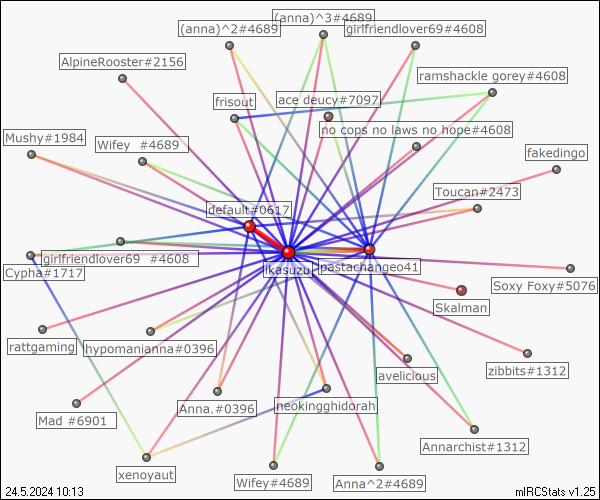 (anna)^2#4689
(anna)^3#4689
girlfriendlover69#4608
AlpineRooster#2156
ramshackle gorey#4608
frisout
ace deucy#7097
no cops no laws no hope#4608
Mushy#1984
Wifey #4689
fakedingo
Toucan#2473
default#0617
girlfriendlover69 #4608
ikasuzu
pastachangeo41
Cypha#1717
Soxy Foxy#5076
Skalman
rattgaming
hypomanianna#0396
avelicious
zibbits#1312
Mad #6901
Anna.#0396
neokingghidorah
Annarchist#1312
xenoyaut
Wifey#4689
Anna^2#4689
24.5.2024 10:13
mIRCStats v1.25